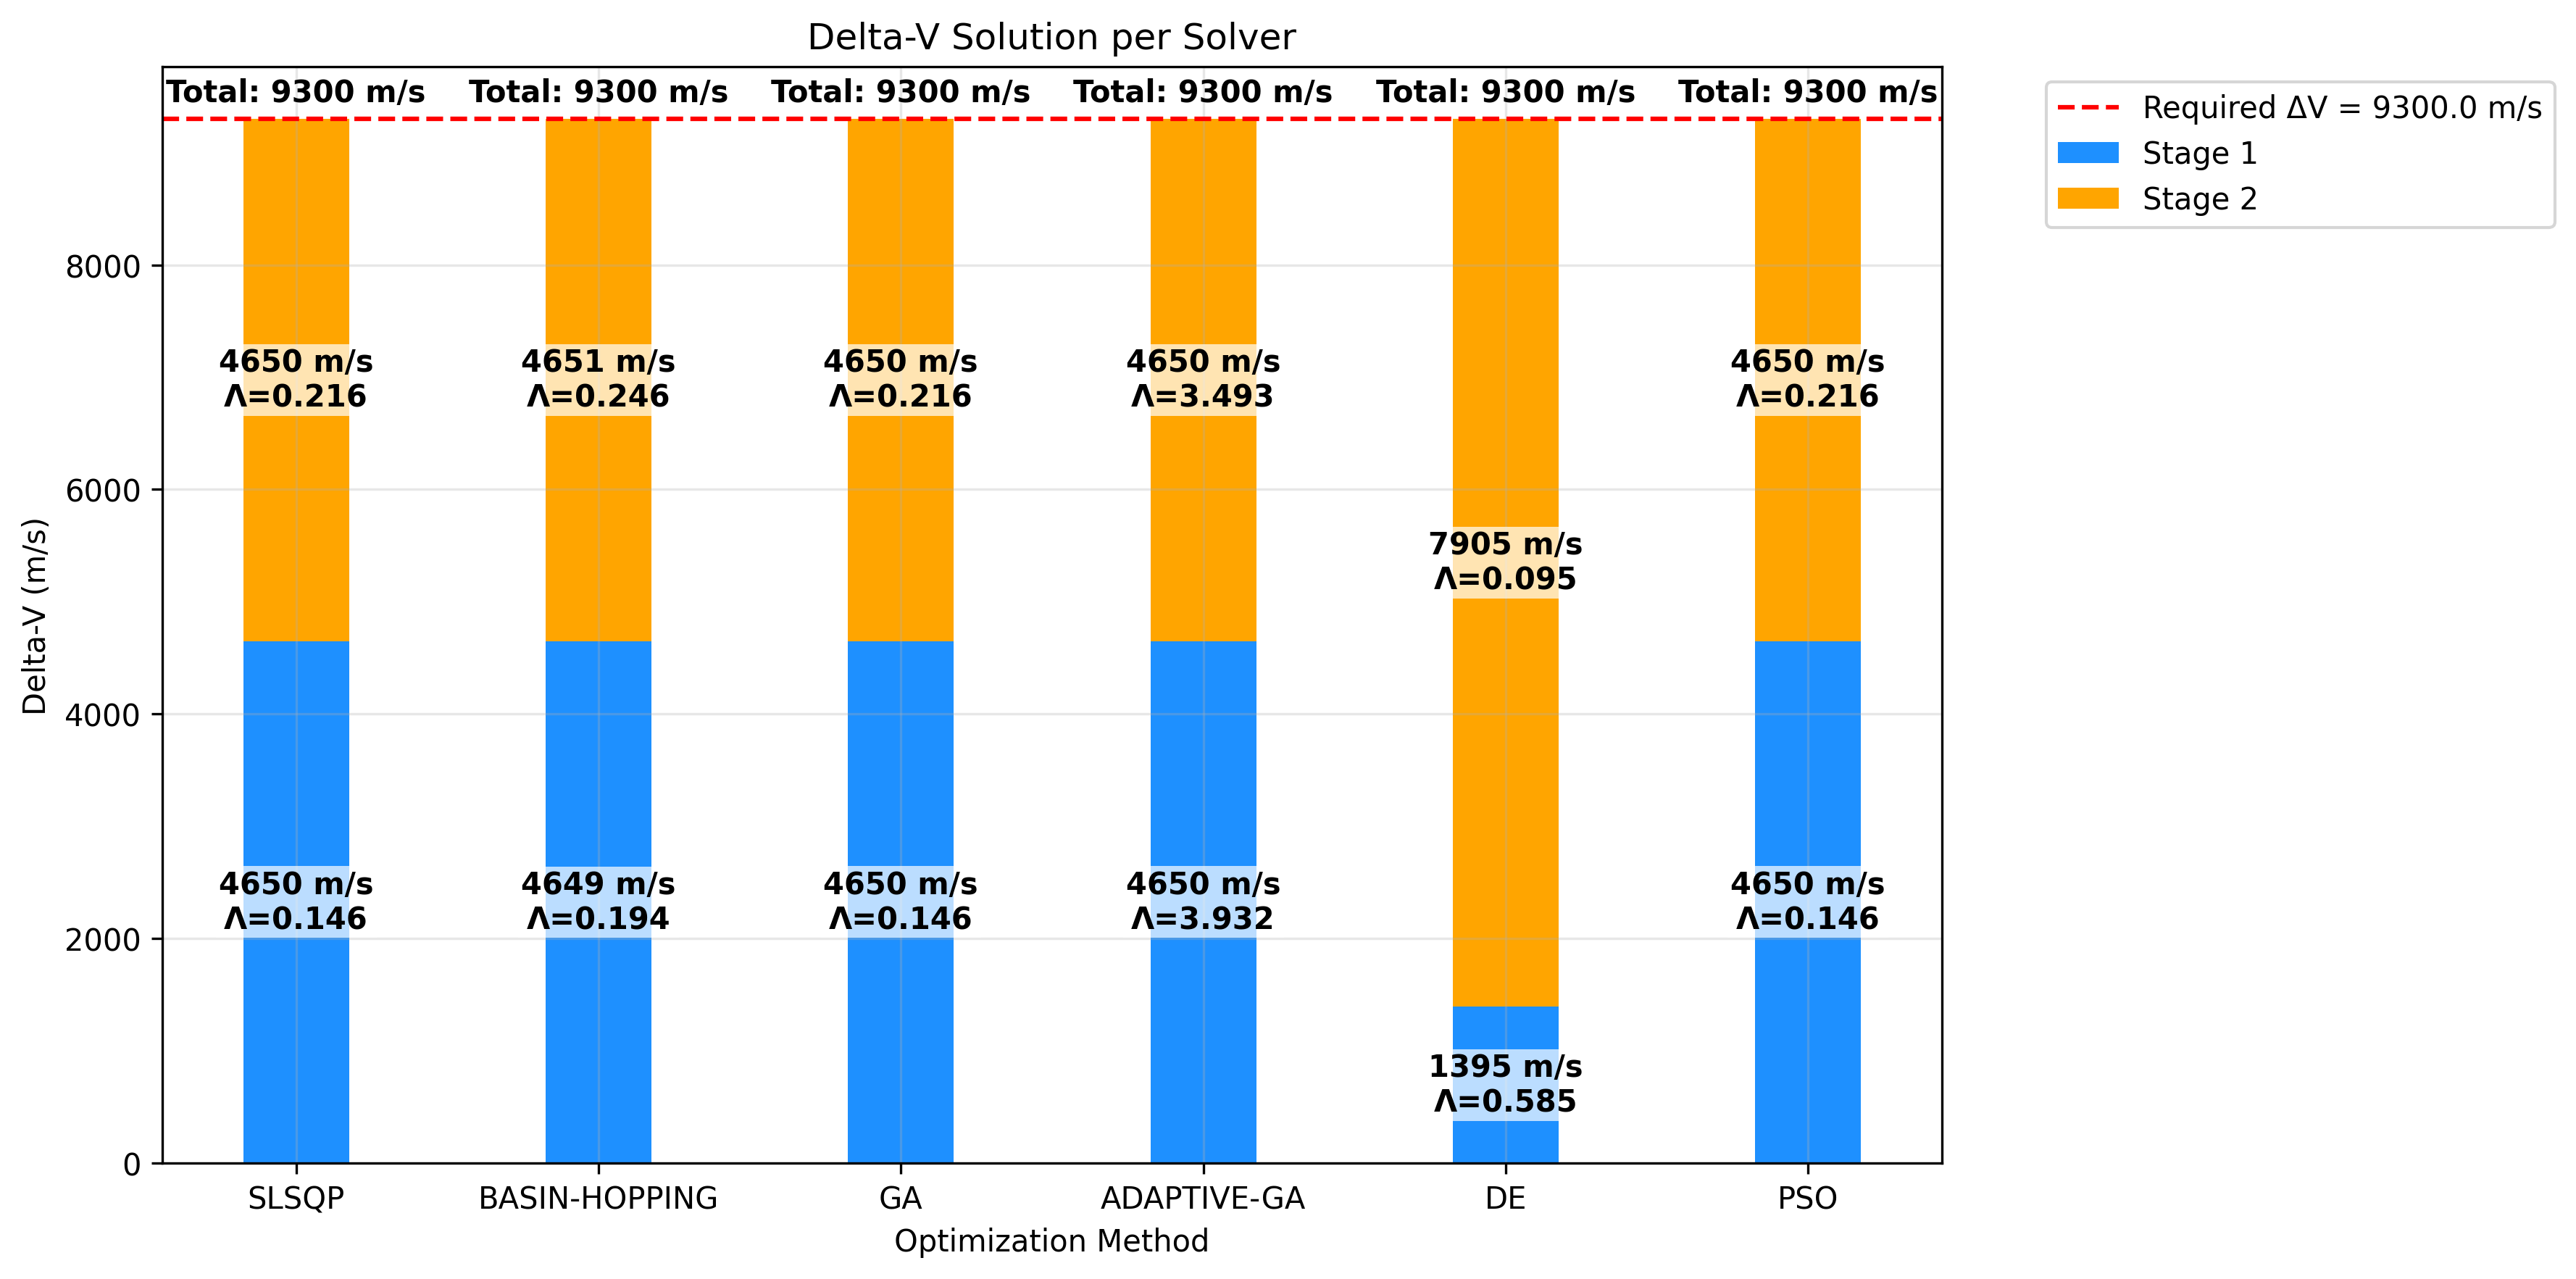 Delta-V Solution per Solver
Total: 9300 m/s Total: 9300 m/s Total: 9300 m/s Total: 9300 m/s Total: 9300 m/s Total: 9300 m/s
Required ΔV = 9300.0 m/s
Stage 1
Stage 2
8000
6000
4000
2000
0
Delta-V (m/s)
4650 m/s
Λ=0.216
4651 m/s
Λ=0.246
4650 m/s
Λ=0.216
4650 m/s
Λ=3.493
7905 m/s
Λ=0.095
4650 m/s
Λ=0.216
4650 m/s
Λ=0.146
4649 m/s
Λ=0.194
4650 m/s
Λ=0.146
4650 m/s
Λ=3.932
1395 m/s
Λ=0.585
4650 m/s
Λ=0.146
SLSQP BASIN-HOPPING GA ADAPTIVE-GA DE PSO
Optimization Method